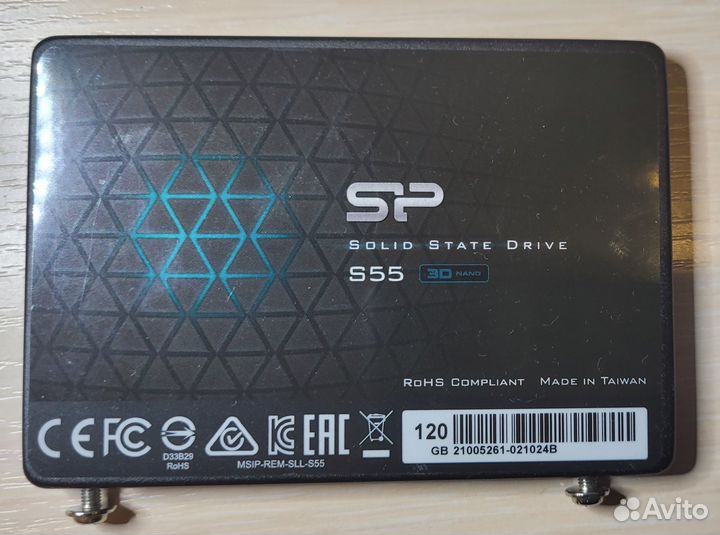 SP
SOLID STATE DRIVE
S55 3D NAND
ROHS COMPLIANT MADE IN TAIWAN
CE FC EAC
D33B29
RoHS
MSIP-REM-SLL-S55
120
GB 21005261-021024B
Avito